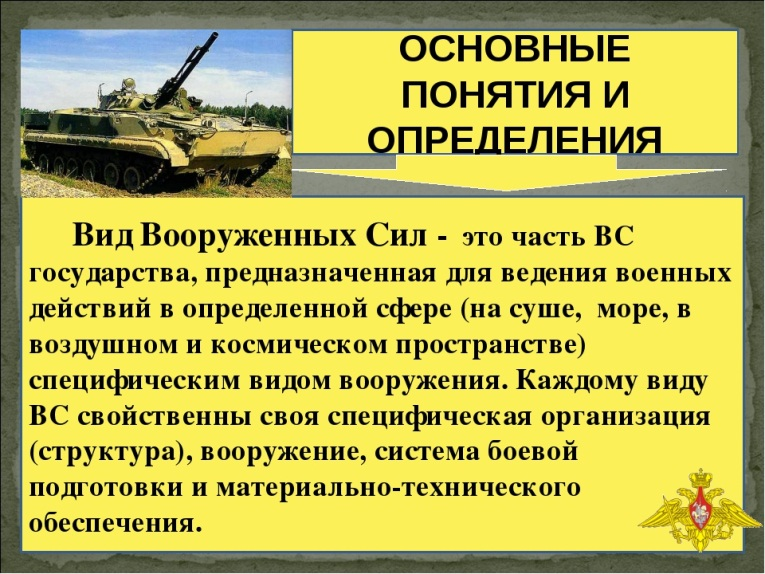 ОСНОВНЫЕ
ПОНЯТИЯ И
ОПРЕДЕЛЕНИЯ
Вид Вооруженных Сил - это часть ВС
государства, предназначенная для ведения военных
действий в определенной сфере (на суше, море, в
воздушном и космическом пространстве)
специфическим видом вооружения. Каждому виду
ВС свойственны своя специфическая организация
(структура), вооружение, система боевой
подготовки и материально-технического
обеспечения.